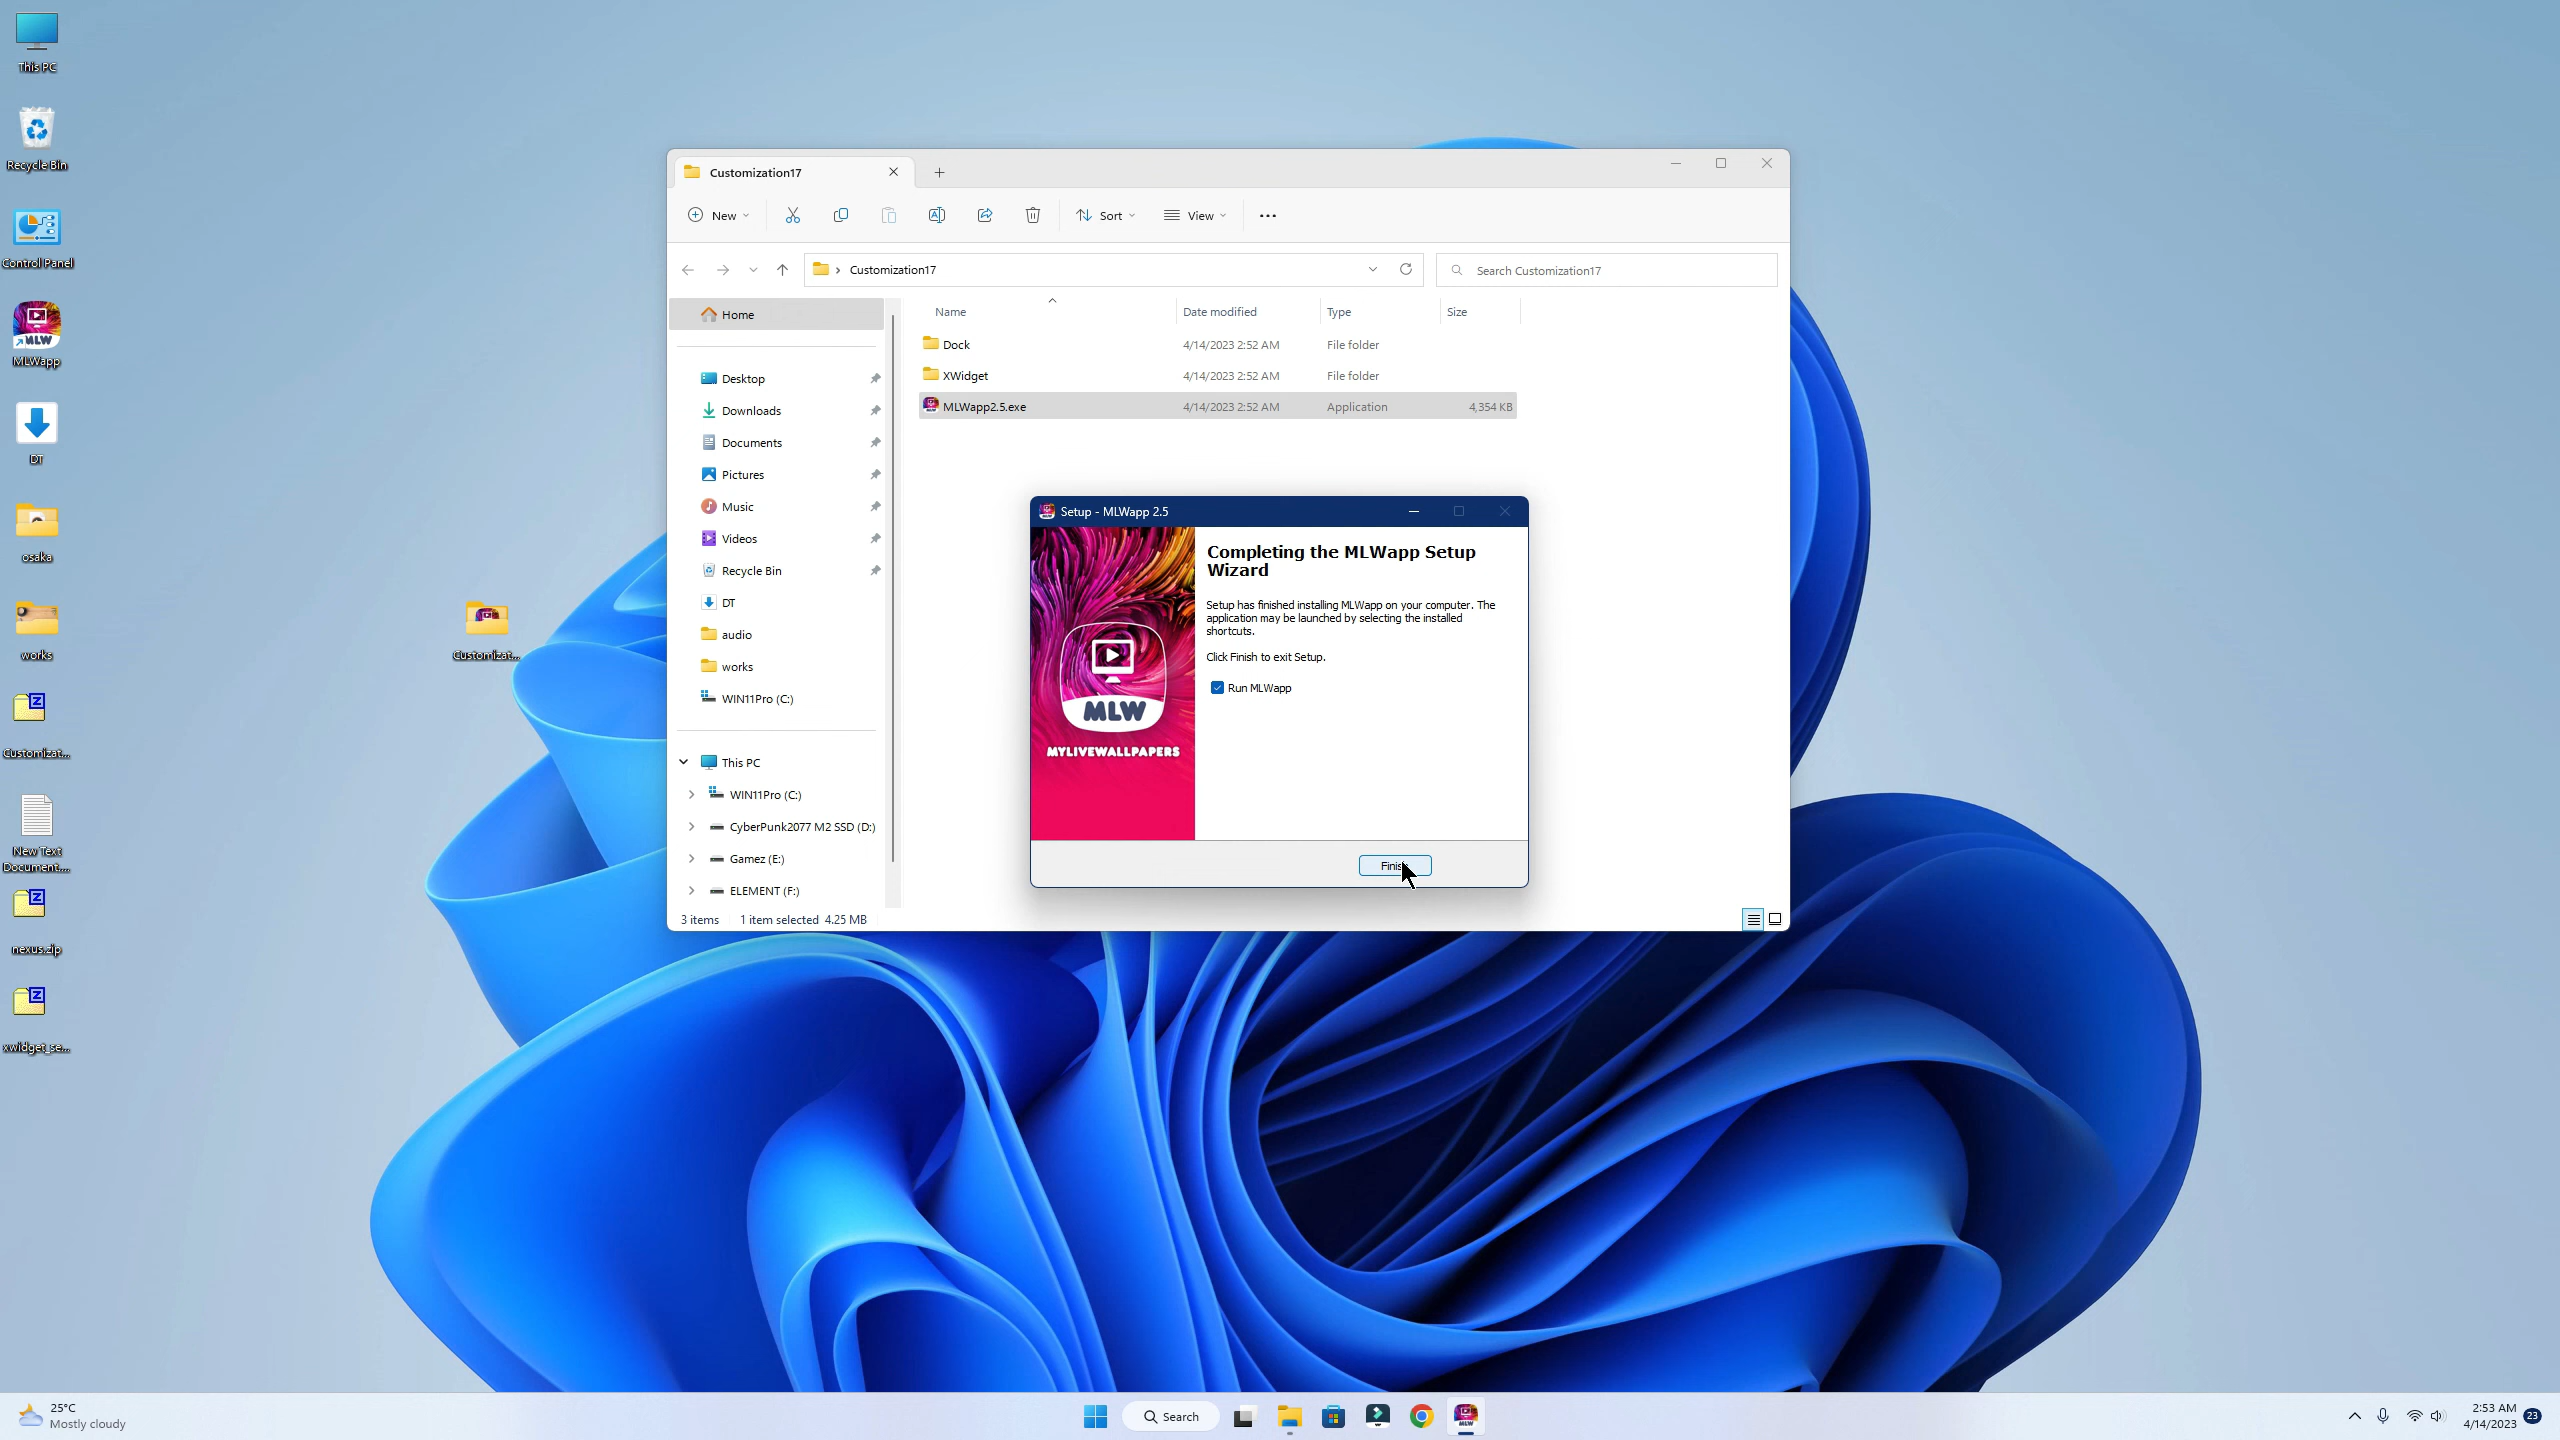 This PC
Recycle Bin
Control Panel
MLW
MLWapp
DT
osaka
works
Customizat...
New Text
Document....
nexus.zip
xwidget_se...
Customizat...
Customization17
New
Sort
View
Customization17
Search Customization17
Home
Desktop
Downloads
Documents
Pictures
Music
Videos
Recycle Bin
DT
audio
works
WIN11Pro (C:)
This PC
WIN11Pro (C:)
CyberPunk2077 M2 SSD (D:)
Gamez (E:)
ELEMENT (F:)
Name Date modified Type Size
Dock 4/14/2023 2:52 AM File folder
XWidget 4/14/2023 2:52 AM File folder
MLWapp2.5.exe 4/14/2023 2:52 AM Application 4,354 KB
3 items 1 item selected 4.25 MB
Setup - MLWapp 2.5
MLW
MYLIVEWALLPAPERS
Completing the MLWapp Setup
Wizard
Setup has finished installing MLWapp on your computer. The
application may be launched by selecting the installed
shortcuts.
Click Finish to exit Setup.
Run MLWapp
25°C
Mostly cloudy
Search
MLW
2:53 AM
4/14/2023
23